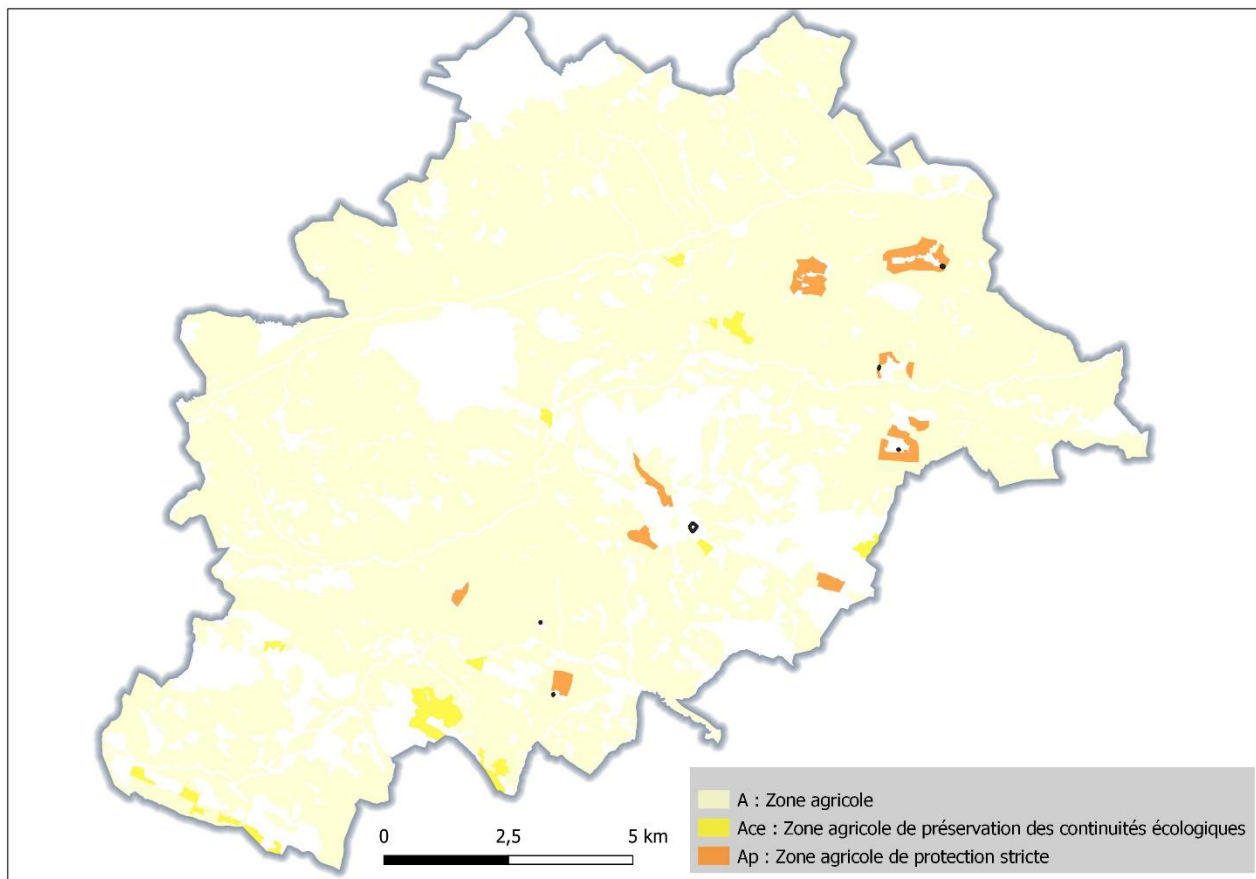 A : Zone agricole
Ace : Zone agricole de préservation des continuités écologiques
Ap : Zone agricole de protection stricte
0 2,5 5 km